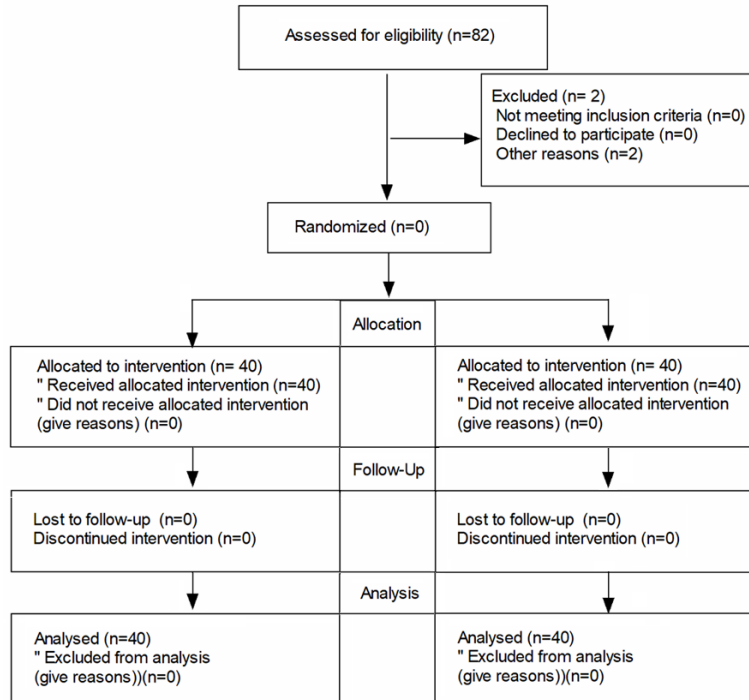 Assessed for eligibility (n=82)
Excluded (n= 2)
Not meeting inclusion criteria (n=0)
Declined to participate (n=0)
Other reasons (n=2)
Randomized (n=0)
Allocation
Allocated to intervention (n= 40)
" Received allocated intervention (n=40)
" Did not receive allocated intervention
(give reasons) (n=0)
Allocated to intervention (n= 40)
" Received allocated intervention (n=40)
" Did not receive allocated intervention
(give reasons) (n=0)
Follow-Up
Lost to follow-up (n=0)
Discontinued intervention (n=0)
Lost to follow-up (n=0)
Discontinued intervention (n=0)
Analysis
Analysed (n=40)
" Excluded from analysis
(give reasons))(n=0)
Analysed (n=40)
" Excluded from analysis
(give reasons))(n=0)